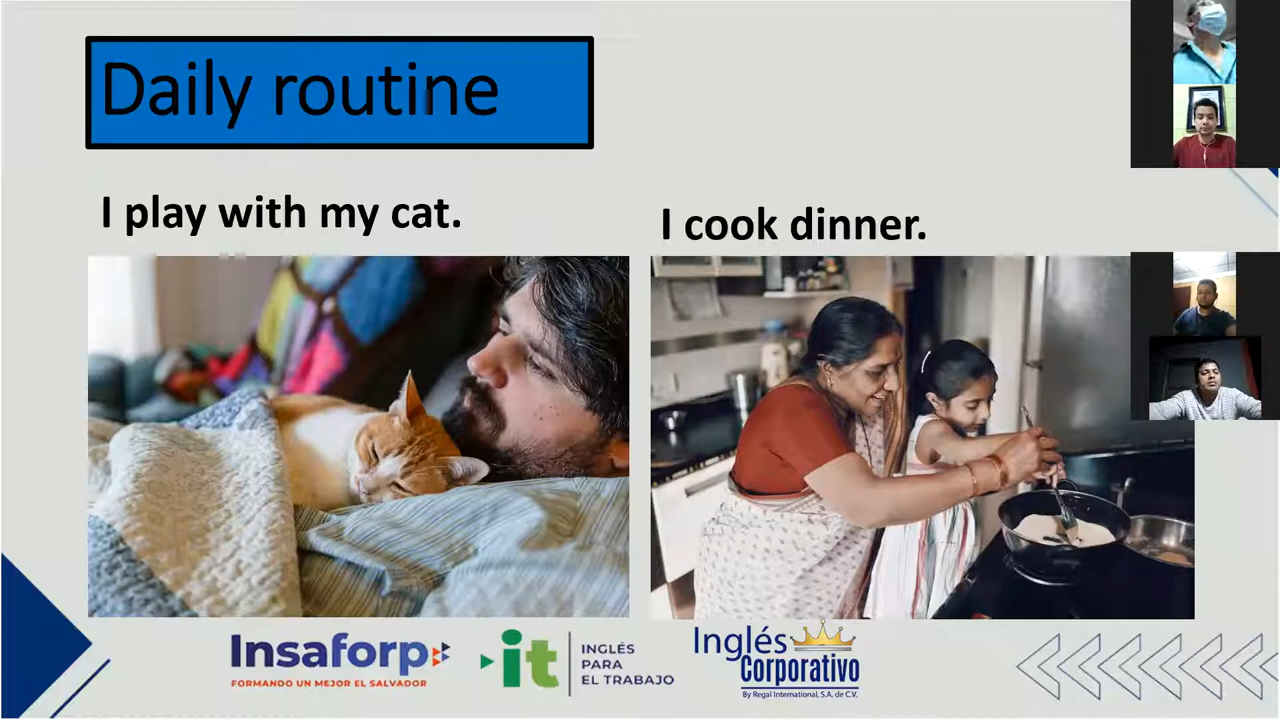 Daily routine
I play with my cat.
I cook dinner.
Insaforp
FORMANDO UN MEJOR EL SALVADOR
it
INGLÉS
PARA
EL TRABAJO
Inglés
Corporativo
By Regal International, S.A. de C.V.